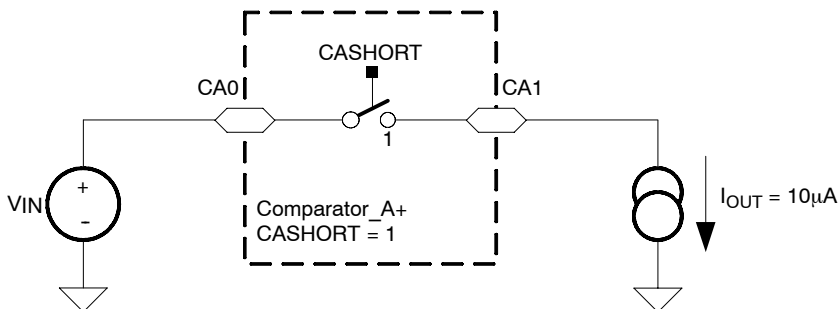 CASHORT
CA0
CA1
1
VIN
+
-
Comparator_A+
CASHORT = 1
IOUT = 10µA